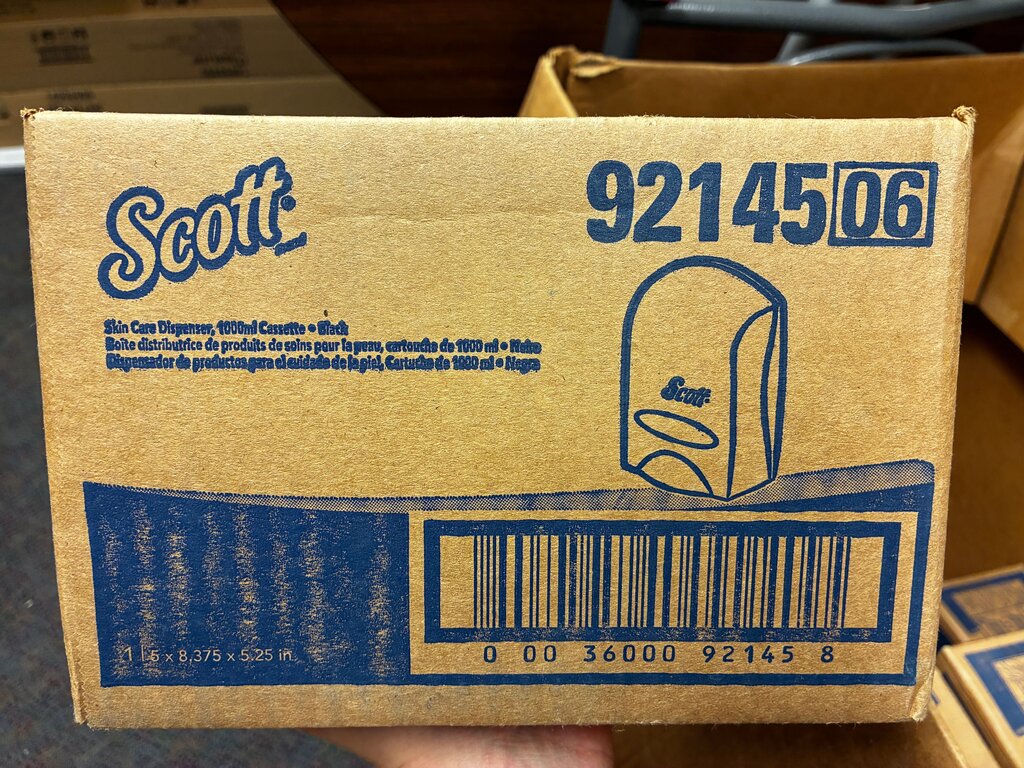 Scott
92145 06
Skin Care Dispenser, 1000ml Cassette • Black
Boîte distributrice de produits de soins pour la peau, cartouche de 1000 ml • Noire
Dispensador de productos para el cuidado de la piel, Cartucho de 1000 ml • Negro
Scott
5 x 8.375 x 5.25 in.
0 00 36000 92145 8